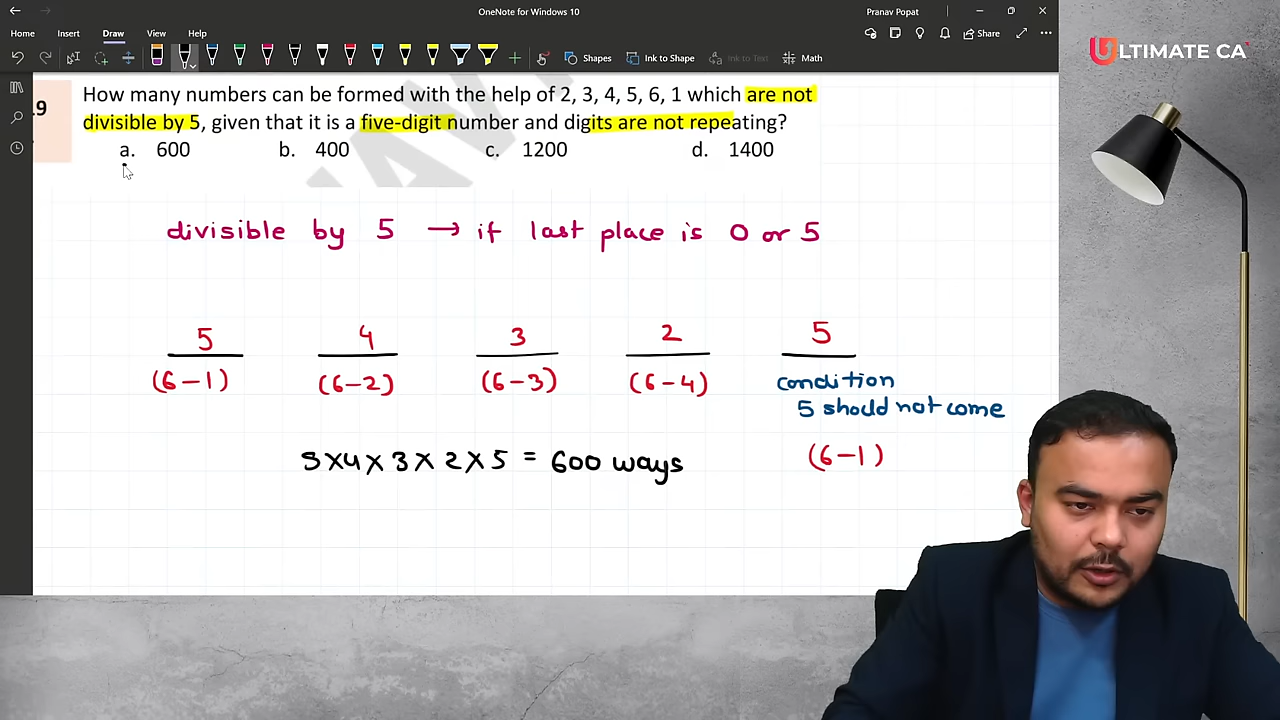 OneNote for Windows 10
Pranav Popat
Home Insert Draw View Help
Share
Shapes Ink to Shape Ink to Text Math
ULTIMATE CA
19
How many numbers can be formed with the help of 2, 3, 4, 5, 6, 1 which are not
divisible by 5, given that it is a five-digit number and digits are not repeating?
a. 600 b. 400 c. 1200 d. 1400
divisible by 5 → if last place is 0 or 5
5 4 3 2 5
(6-1) (6-2) (6-3) (6-4) condition
5 should not come
5×4×3×2×5 = 600 ways (6-1)